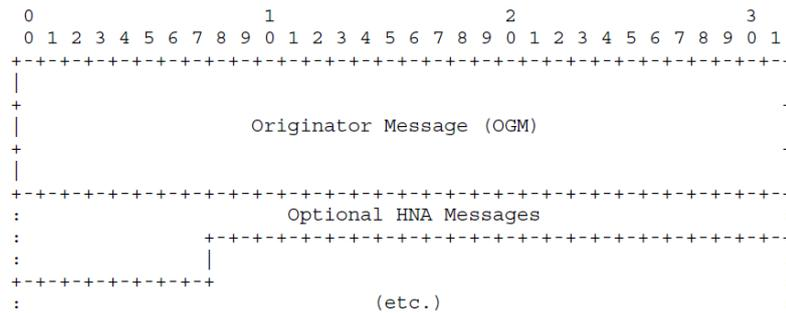 0                   1                   2                   3
0 1 2 3 4 5 6 7 8 9 0 1 2 3 4 5 6 7 8 9 0 1 2 3 4 5 6 7 8 9 0 1
Originator Message (OGM)
Optional HNA Messages
(etc.)